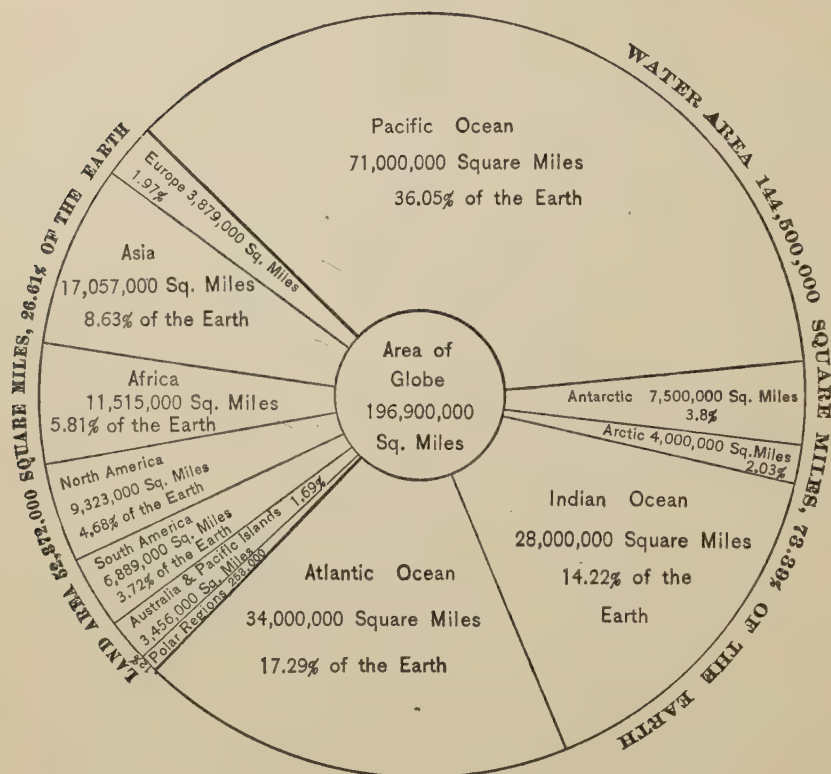 WATER AREA 144,500,000 SQUARE MILES, 73.39% OF THE EARTH
LAND AREA 52,372,000 SQUARE MILES, 26.61% OF THE EARTH
Pacific Ocean
71,000,000 Square Miles
36.05% of the Earth
Europe 3,879,000 Sq. Miles
1.97%
Asia
17,057,000 Sq. Miles
8.63% of the Earth
Africa
11,515,000 Sq. Miles
5.81% of the Earth
North America
9,323,000 Sq. Miles
4.68% of the Earth
South America
6,889,000 Sq. Miles
3.72% of the Earth
Australia & Pacific Islands 1.69%
3,456,000 Sq. Miles
Polar Regions 253,000
12%
Area of
Globe
196,900,000
Sq. Miles
Antarctic 7,500,000 Sq. Miles
3.8%
Arctic 4,000,000 Sq.Miles
2.03%
Indian Ocean
28,000,000 Square Miles
14.22% of the
Earth
Atlantic Ocean
34,000,000 Square Miles
17.29% of the Earth